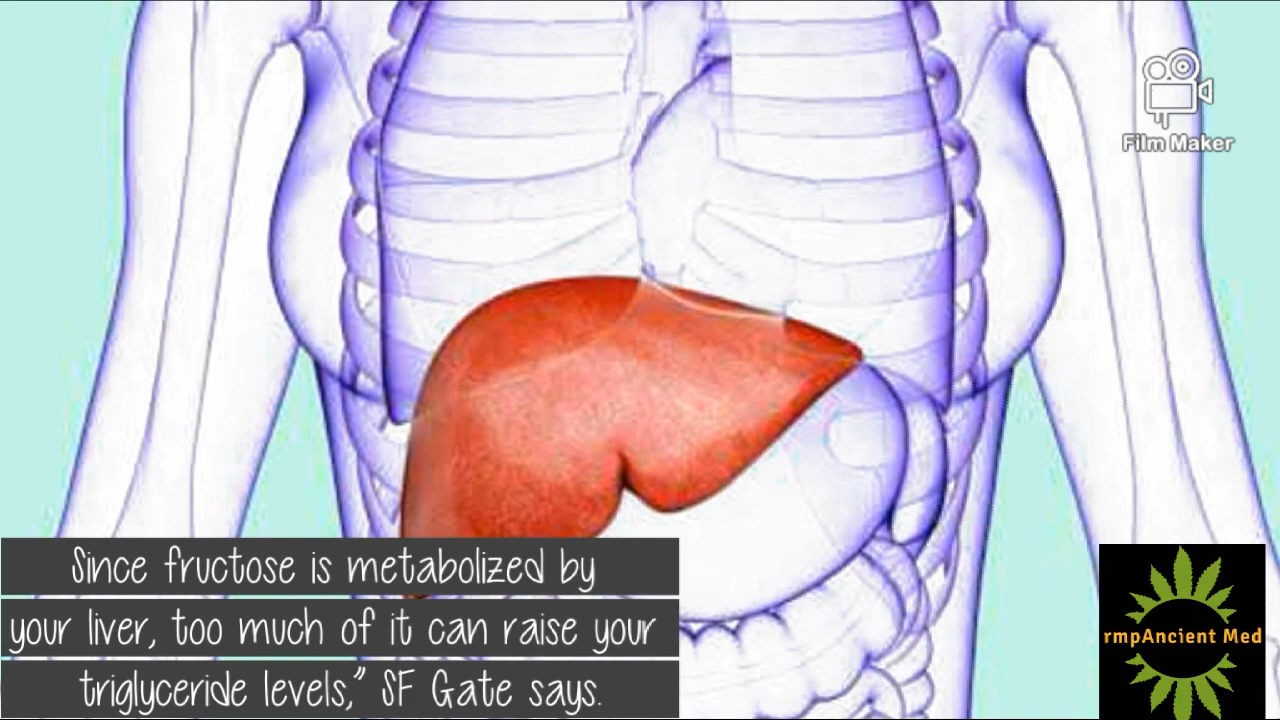 Film Maker
Since fructose is metabolized by
your liver, too much of it can raise your
triglyceride levels,” SF Gate says.
rmpAncient Med